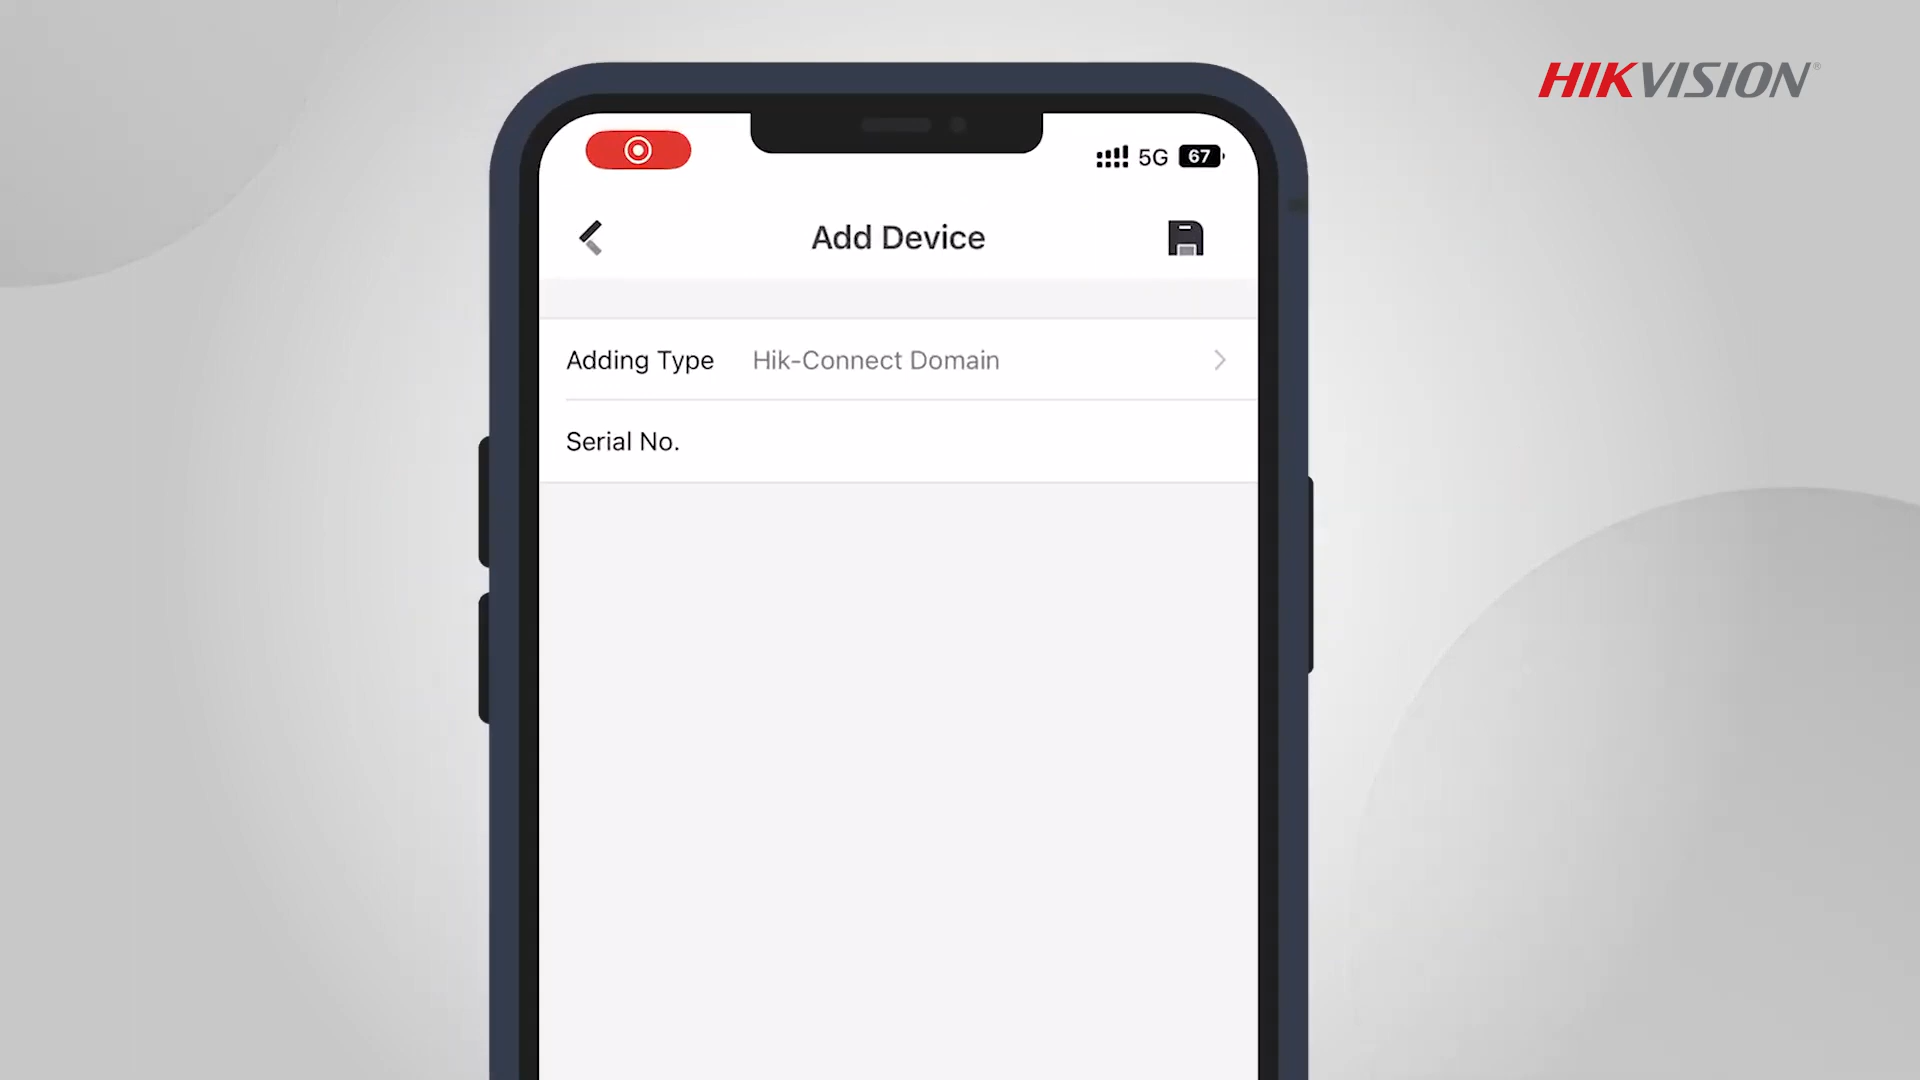 HIKVISION®
5G 67
Add Device
Adding Type Hik-Connect Domain
Serial No.